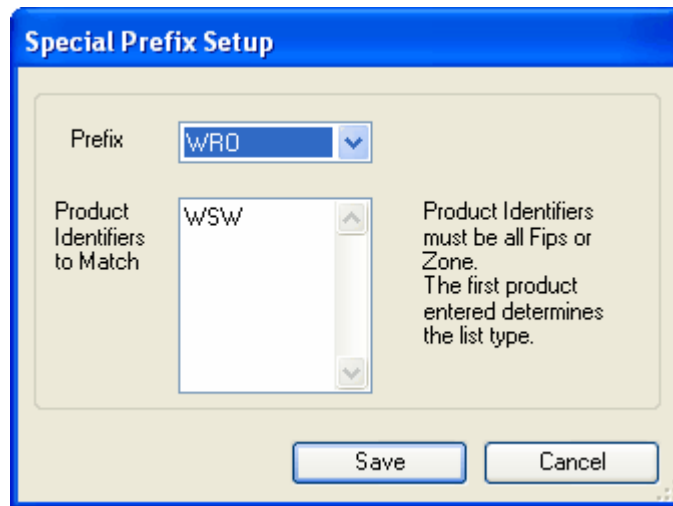 Special Prefix Setup
Prefix
WRO
Product
Identifiers
to Match
WSW
Product Identifiers
must be all Fips or
Zone.
The first product
entered determines
the list type.
Save
Cancel